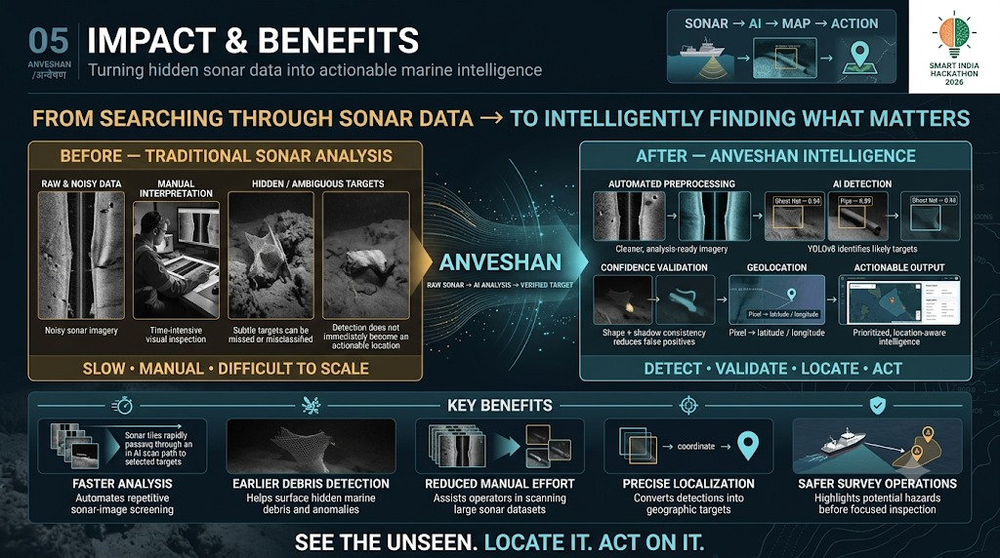 05
ANVESHAN
/अन्वेषण
IMPACT & BENEFITS
Turning hidden sonar data into actionable marine intelligence
SONAR → AI → MAP → ACTION
SMART INDIA
HACKATHON
2026
FROM SEARCHING THROUGH SONAR DATA → TO INTELLIGENTLY FINDING WHAT MATTERS
BEFORE — TRADITIONAL SONAR ANALYSIS
RAW & NOISY DATA
MANUAL
INTERPRETATION
HIDDEN / AMBIGUOUS TARGETS
Noisy sonar imagery
Time-intensive
visual inspection
Subtle targets can be
missed or misclassified
Detection does not
immediately become an
actionable location
SLOW • MANUAL • DIFFICULT TO SCALE
ANVESHAN
RAW SONAR → AI ANALYSIS → VERIFIED TARGET
AFTER — ANVESHAN INTELLIGENCE
AUTOMATED PREPROCESSING
AI DETECTION
Ghost Net – 0.94
Pipe – 0.89
Ghost Net –
Cleaner, analysis-ready imagery
YOLOv8 identifies likely targets
CONFIDENCE VALIDATION
GEOLOCATION
ACTIONABLE OUTPUT
Pixel → latitude / longitude
Shape + shadow consistency
reduces false positives
Pixel → latitude / longitude
Prioritized, location-aware
intelligence
DETECT • VALIDATE • LOCATE • ACT
KEY BENEFITS
Sonar tiles rapidly
passavg through an
in AI scan path to
selected targets
→ coordinate →
FASTER ANALYSIS
Automates repetitive
sonar-image screening
EARLIER DEBRIS DETECTION
Helps surface hidden marine
debris and anomalies
REDUCED MANUAL EFFORT
Assists operators in scanning
large sonar datasets
PRECISE LOCALIZATION
Converts detections into
geographic targets
SAFER SURVEY OPERATIONS
Highlights potential hazards
before focused inspection
SEE THE UNSEEN. LOCATE IT. ACT ON IT.